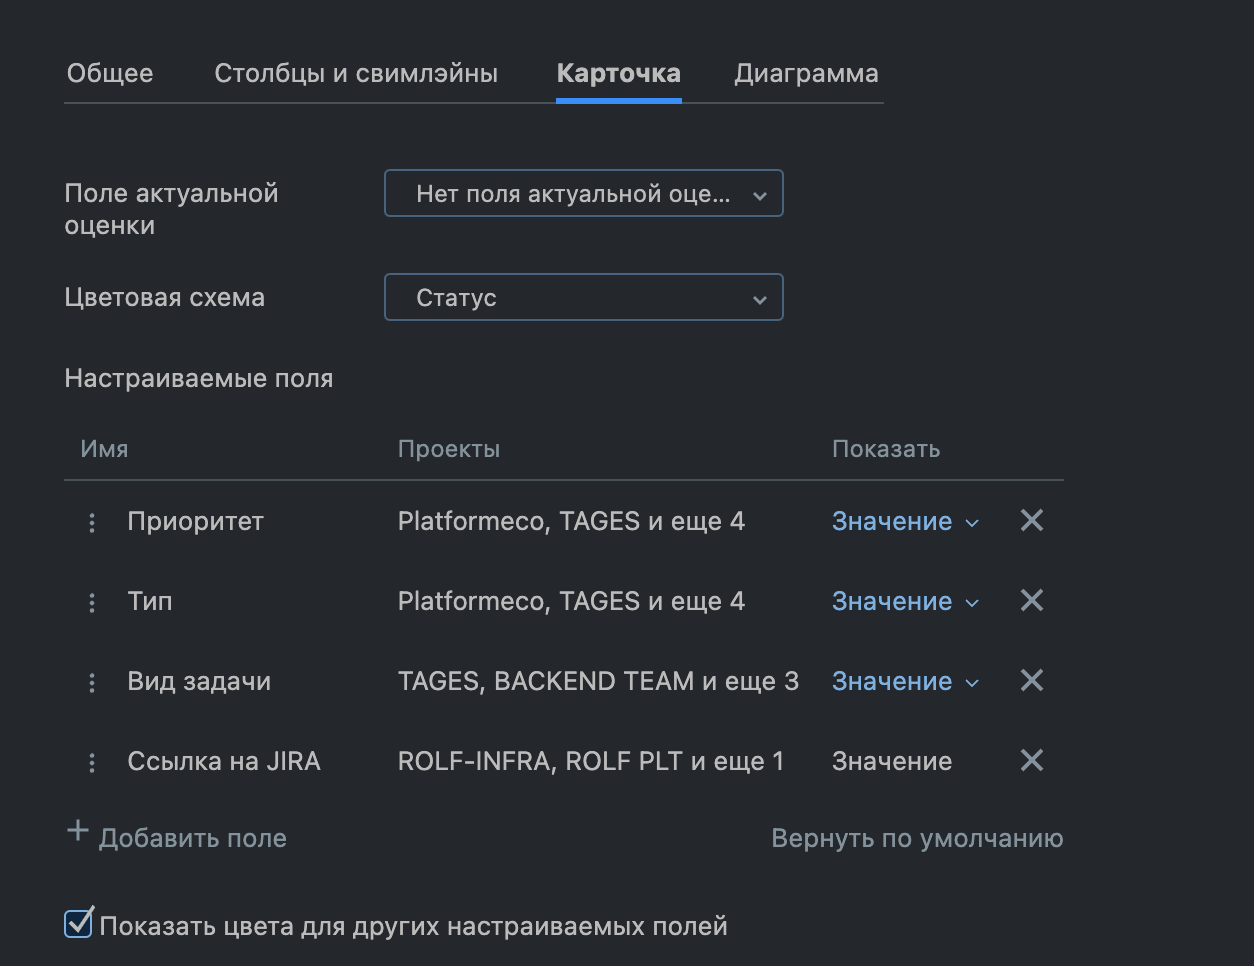 Общее Столбцы и свимлэйны Карточка Диаграмма
Поле актуальной
оценки
Нет поля актуальной оце...
Цветовая схема Статус
Настраиваемые поля
Имя Проекты Показать
Приоритет Platformeco, TAGES и еще 4 Значение
Тип Platformeco, TAGES и еще 4 Значение
Вид задачи TAGES, BACKEND TEAM и еще 3 Значение
Ссылка на JIRA ROLF-INFRA, ROLF PLT и еще 1 Значение
Добавить поле Вернуть по умолчанию
Показать цвета для других настраиваемых полей